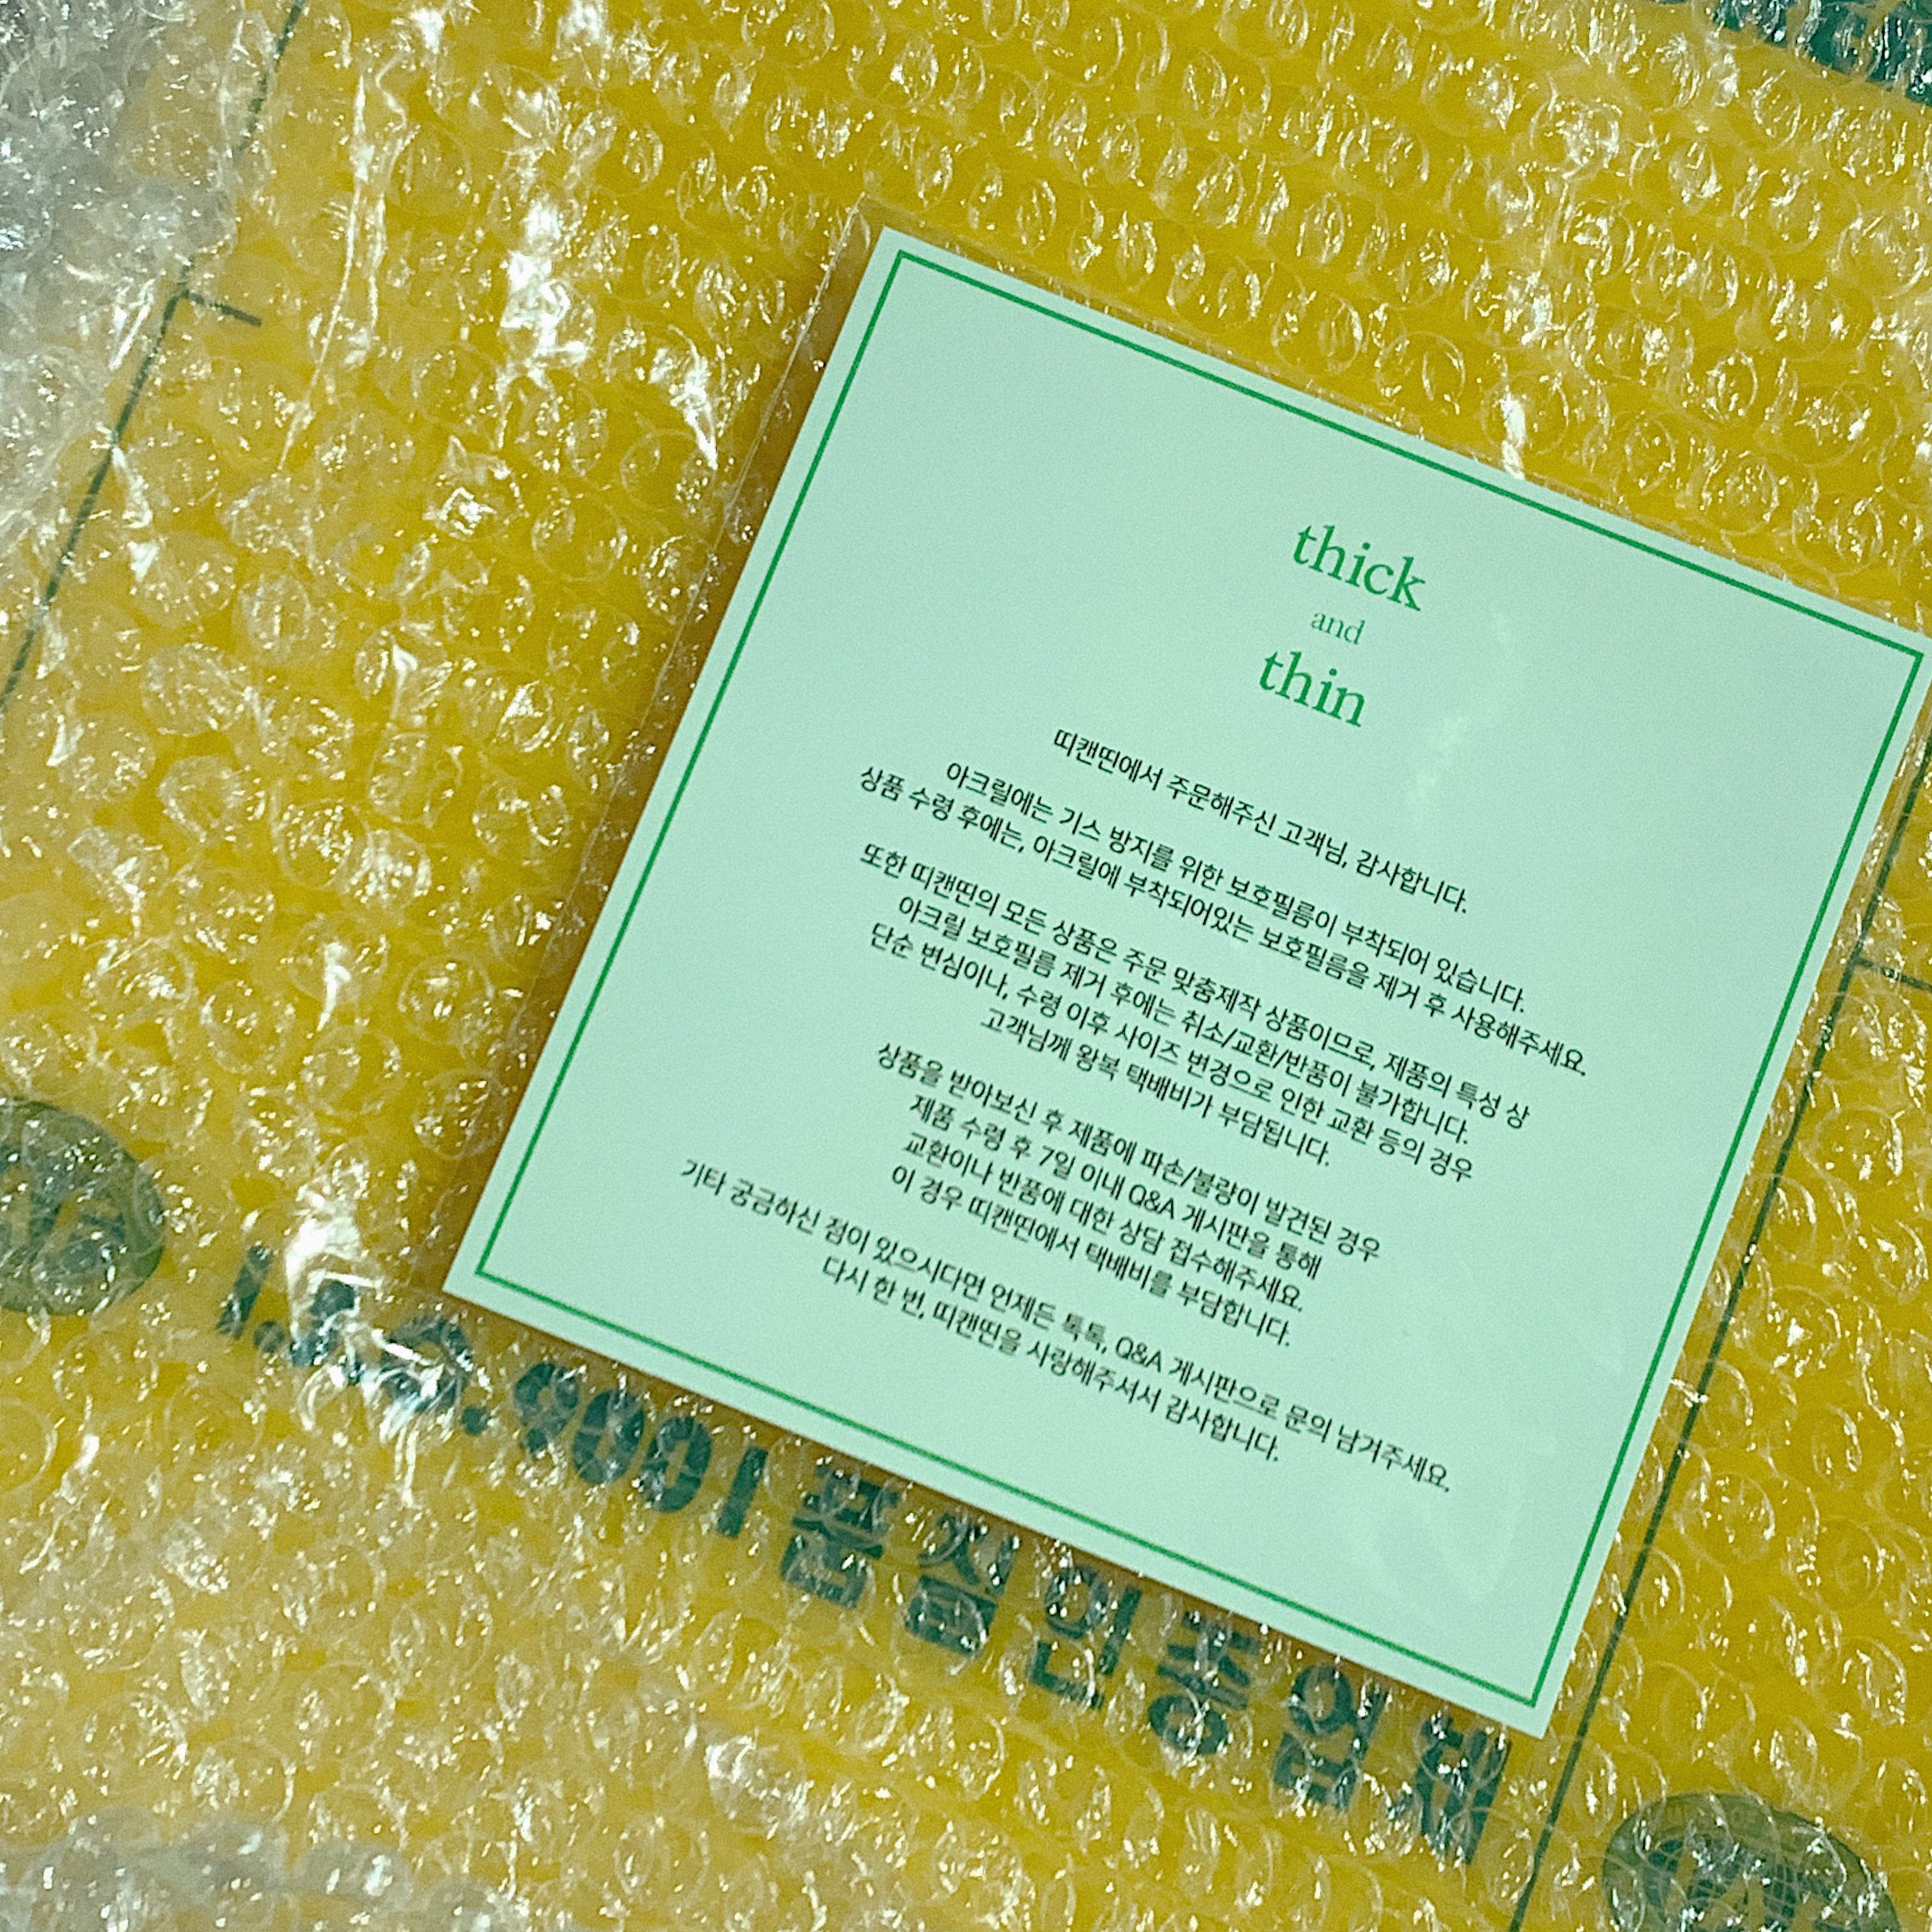 thick
and
thin
띠캔띤에서 주문해주신 고객님, 감사합니다.
아크릴에는 기스 방지를 위한 보호필름이 부착되어 있습니다.
상품 수령 후에는, 아크릴에 부착되어있는 보호필름을 제거 후 사용해주세요.
또한 띠캔띤의 모든 상품은 주문 맞춤제작 상품이므로, 제품의 특성 상
아크릴 보호필름 제거 후에는 취소/교환/반품이 불가합니다.
단순 변심이나, 수령 이후 사이즈 변경으로 인한 교환 등의 경우
고객님께 왕복 택배비가 부담됩니다.
상품을 받아보신 후 제품에 파손/불량이 발견된 경우
제품 수령 후 7일 이내 Q&A 게시판을 통해
교환이나 반품에 대한 상담 접수해주세요.
이 경우 띠캔띤에서 택배비를 부담합니다.
기타 궁금하신 점이 있으시다면 언제든 톡톡, Q&A 게시판으로 문의 남겨주세요.
다시 한 번, 띠캔띤을 사랑해주셔서 감사합니다.
I.S.O.9001 품질인증업체